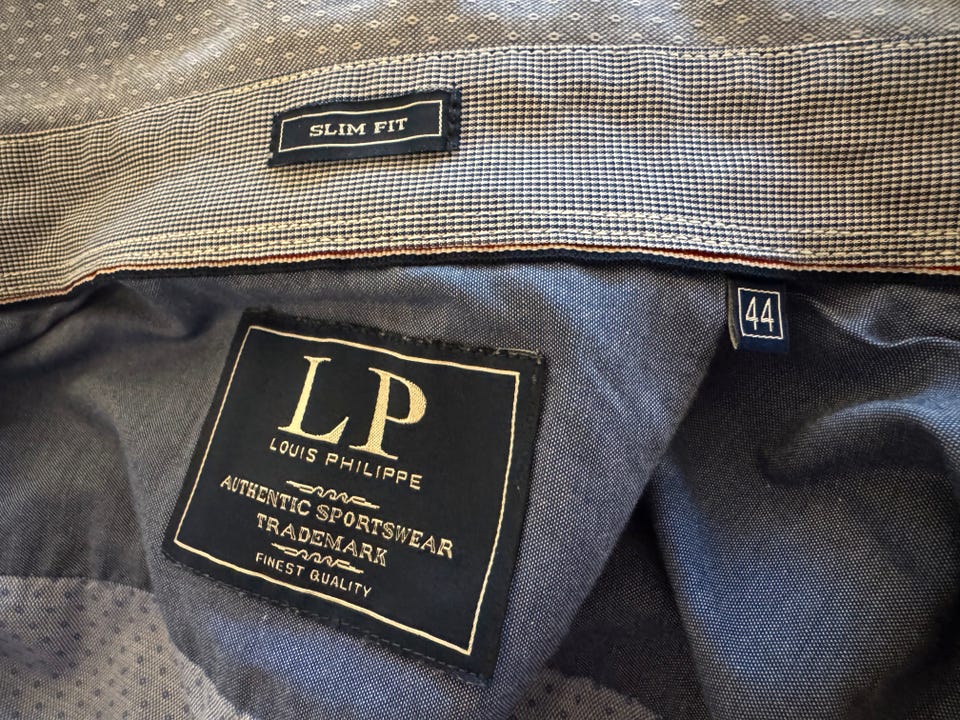 SLIM FIT
44
LP
LOUIS PHILIPPE
AUTHENTIC SPORTSWEAR
TRADEMARK
FINEST QUALITY